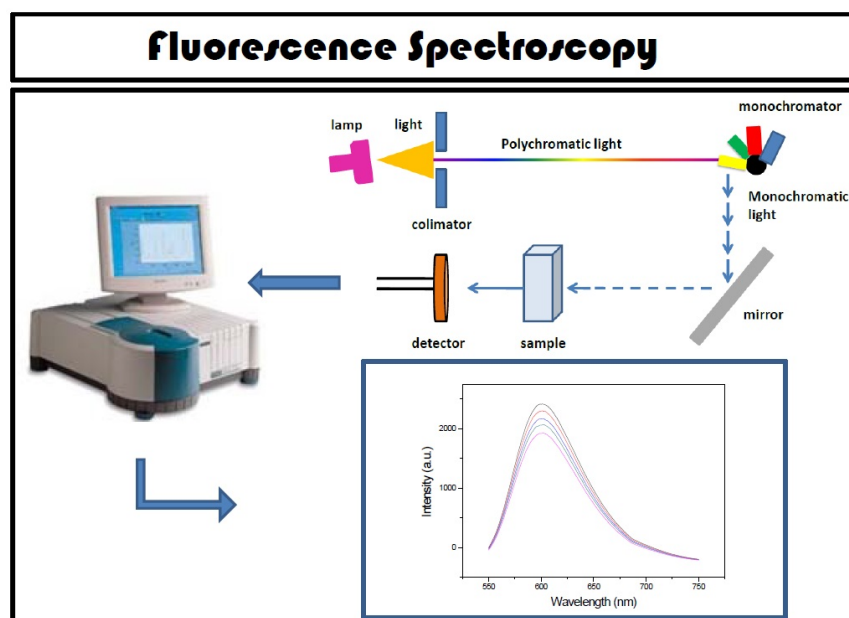 Fluorescence Spectroscopy
lamp
light
Polychromatic light
monochromator
colimator
Monochromatic
light
detector
sample
mirror
Intensity (a.u.)
2000
1000
0
550
600
650
700
750
Wavelength (nm)